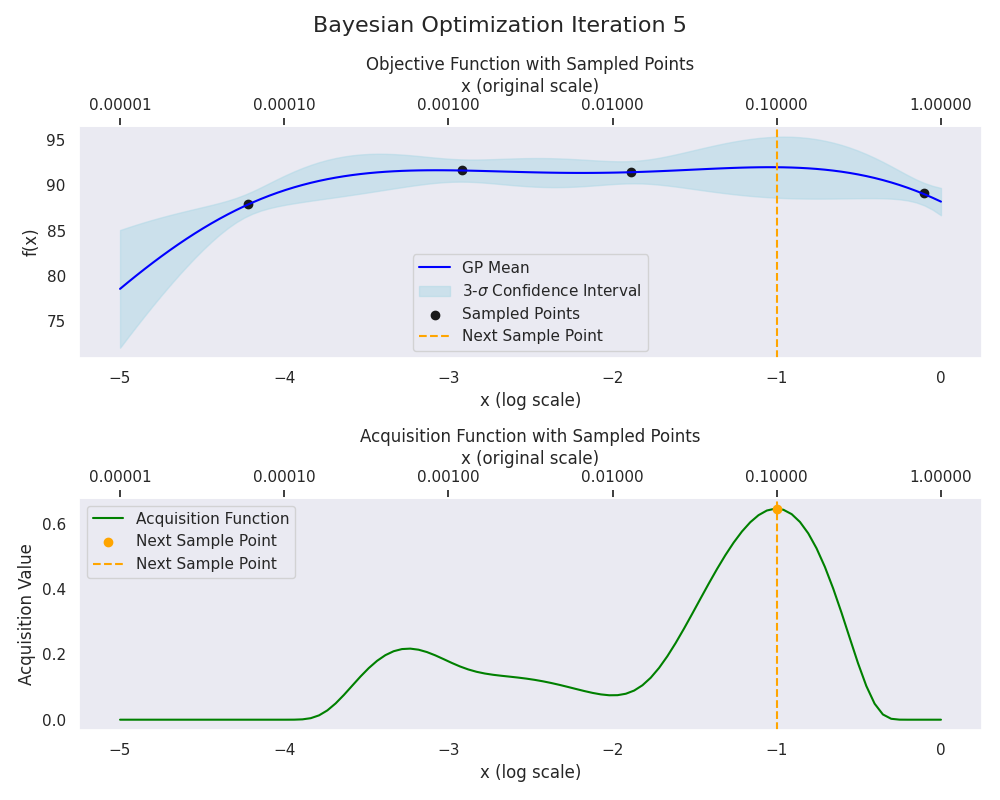 Bayesian Optimization Iteration 5
Objective Function with Sampled Points
x (original scale)
0.00001 0.00010 0.00100 0.01000 0.10000 1.00000
95
90
85
80
75
f(x)
GP Mean
3-σ Confidence Interval
Sampled Points
Next Sample Point
−5 −4 −3 −2 −1 0
x (log scale)
Acquisition Function with Sampled Points
x (original scale)
0.00001 0.00010 0.00100 0.01000 0.10000 1.00000
0.6
0.4
0.2
0.0
Acquisition Value
Acquisition Function
Next Sample Point
Next Sample Point
−5 −4 −3 −2 −1 0
x (log scale)